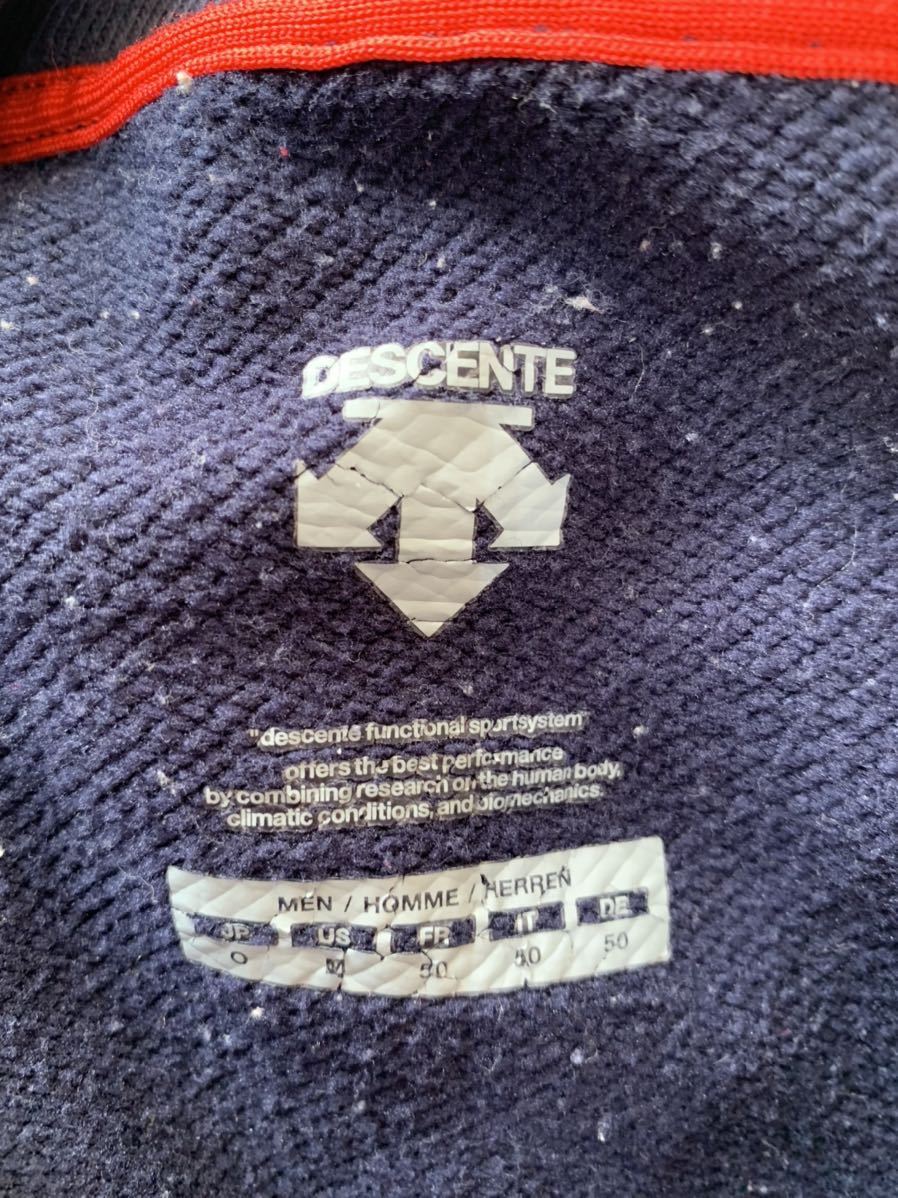 DESCENTE
"descente functional sportsystem"
offers the best performance
by combining research on the human body,
climatic conditions, and biomechanics.
MEN / HOMME / HERREN
JP US FR IT DE
O M 50 50 50